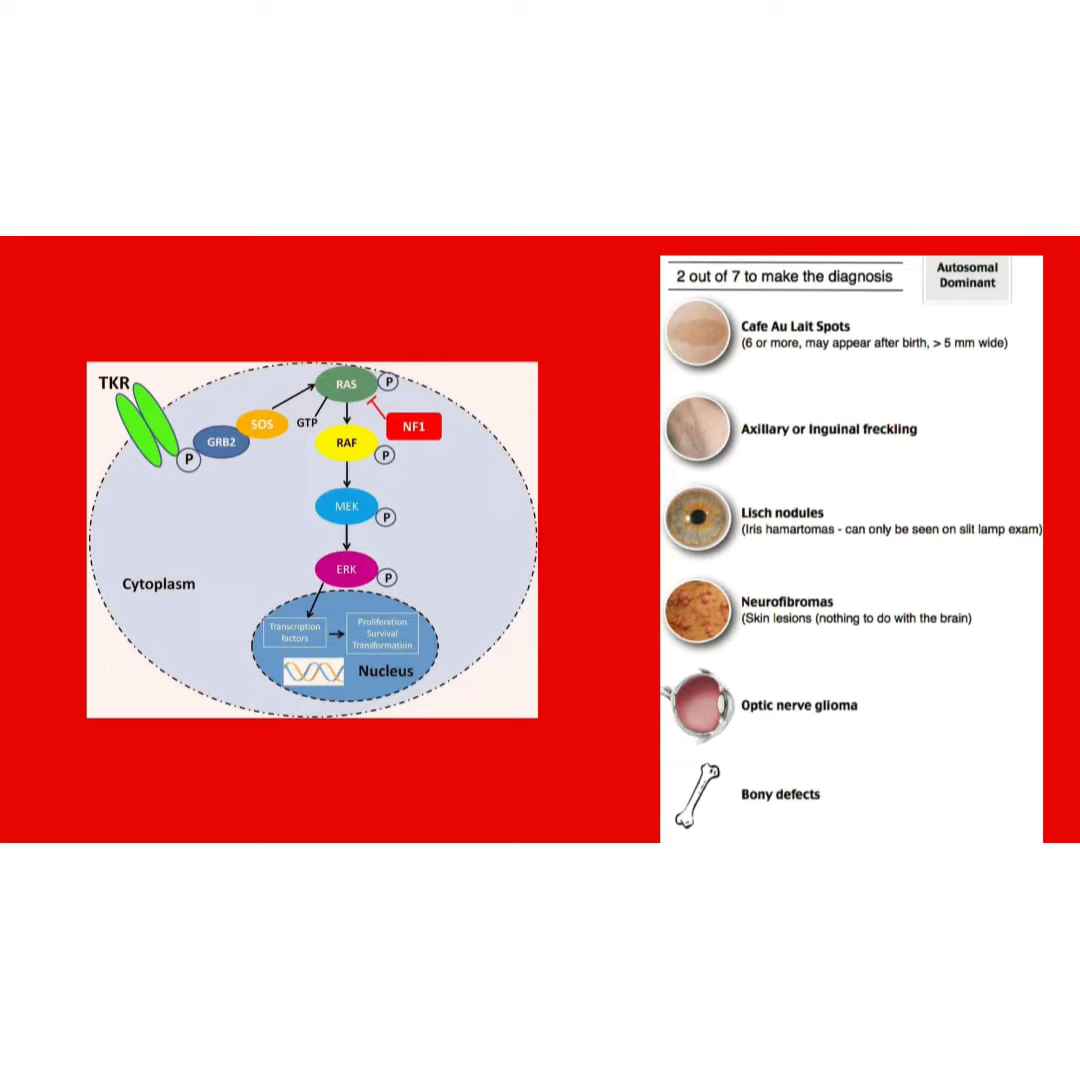 TKR
P
GRB2
SOS
GTP
RAS
P
NF1
RAF
P
MEK
P
ERK
P
Cytoplasm
Transcription
factors
Proliferation
Survival
Transformation
Nucleus
2 out of 7 to make the diagnosis
Autosomal
Dominant
Cafe Au Lait Spots
(6 or more, may appear after birth, > 5 mm wide)
Axillary or Inguinal freckling
Lisch nodules
(Iris hamartomas - can only be seen on slit lamp exam)
Neurofibromas
(Skin lesions (nothing to do with the brain)
Optic nerve glioma
Bony defects